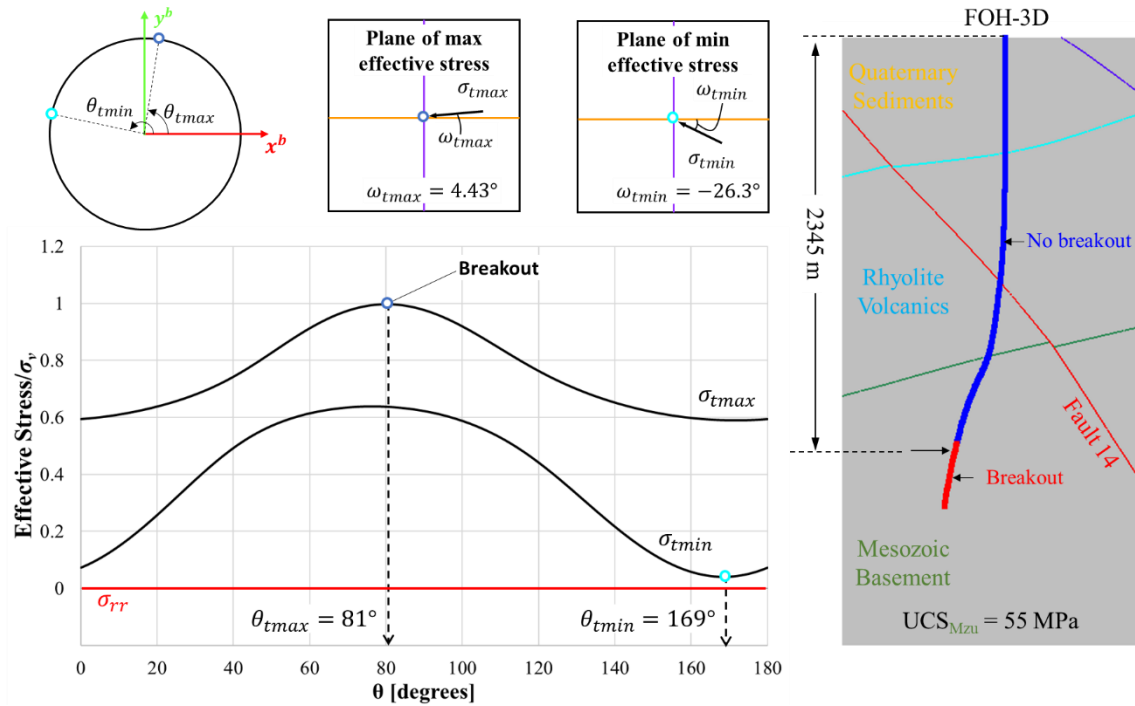 y^b
θ_tmin
θ_tmax
x^b
Plane of max
effective stress
σ_tmax
ω_tmax
ω_tmax = 4.43°
Plane of min
effective stress
ω_tmin
σ_tmin
ω_tmin = −26.3°
FOH-3D
Quaternary
Sediments
2345 m
No breakout
Rhyolite
Volcanics
Fault 14
Breakout
Mesozoic
Basement
UCS_Mzu = 55 MPa
Effective Stress/σ_v
1.2
1
0.8
0.6
0.4
0.2
0
Breakout
σ_tmax
σ_tmin
σ_rr
θ_tmax = 81°
θ_tmin = 169°
0 20 40 60 80 100 120 140 160 180
θ [degrees]